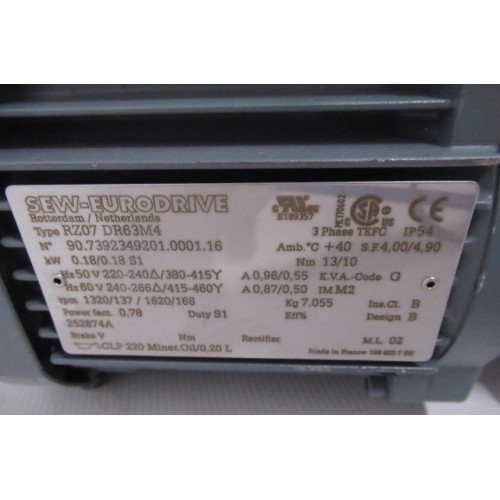 SEW-EURODRIVE
Rotterdam / Netherlands
Type RZ07 DR63M4
N° 90.7392349201.0001.16
kW 0.18/0.18 S1
Hz 50 V 220-240Δ/380-415Y A 0,96/0,55 K.V.A.-Code G
Hz 60 V 240-266Δ/415-460Y A 0,87/0,50 IM M2
rpm 1320/137 / 1620/168 Kg 7.055 Ins.Cl. B
Power fact. 0,78 Duty S1 Eff% Design B
252874A
Brake V Nm Rectifier M.L. 02
CLP 220 Miner.Oil/0,20 L Made in France
3 Phase TEFC IP54
Amb.°C +40 S.F. 4,00/4,90
Nm 13/10
E189357